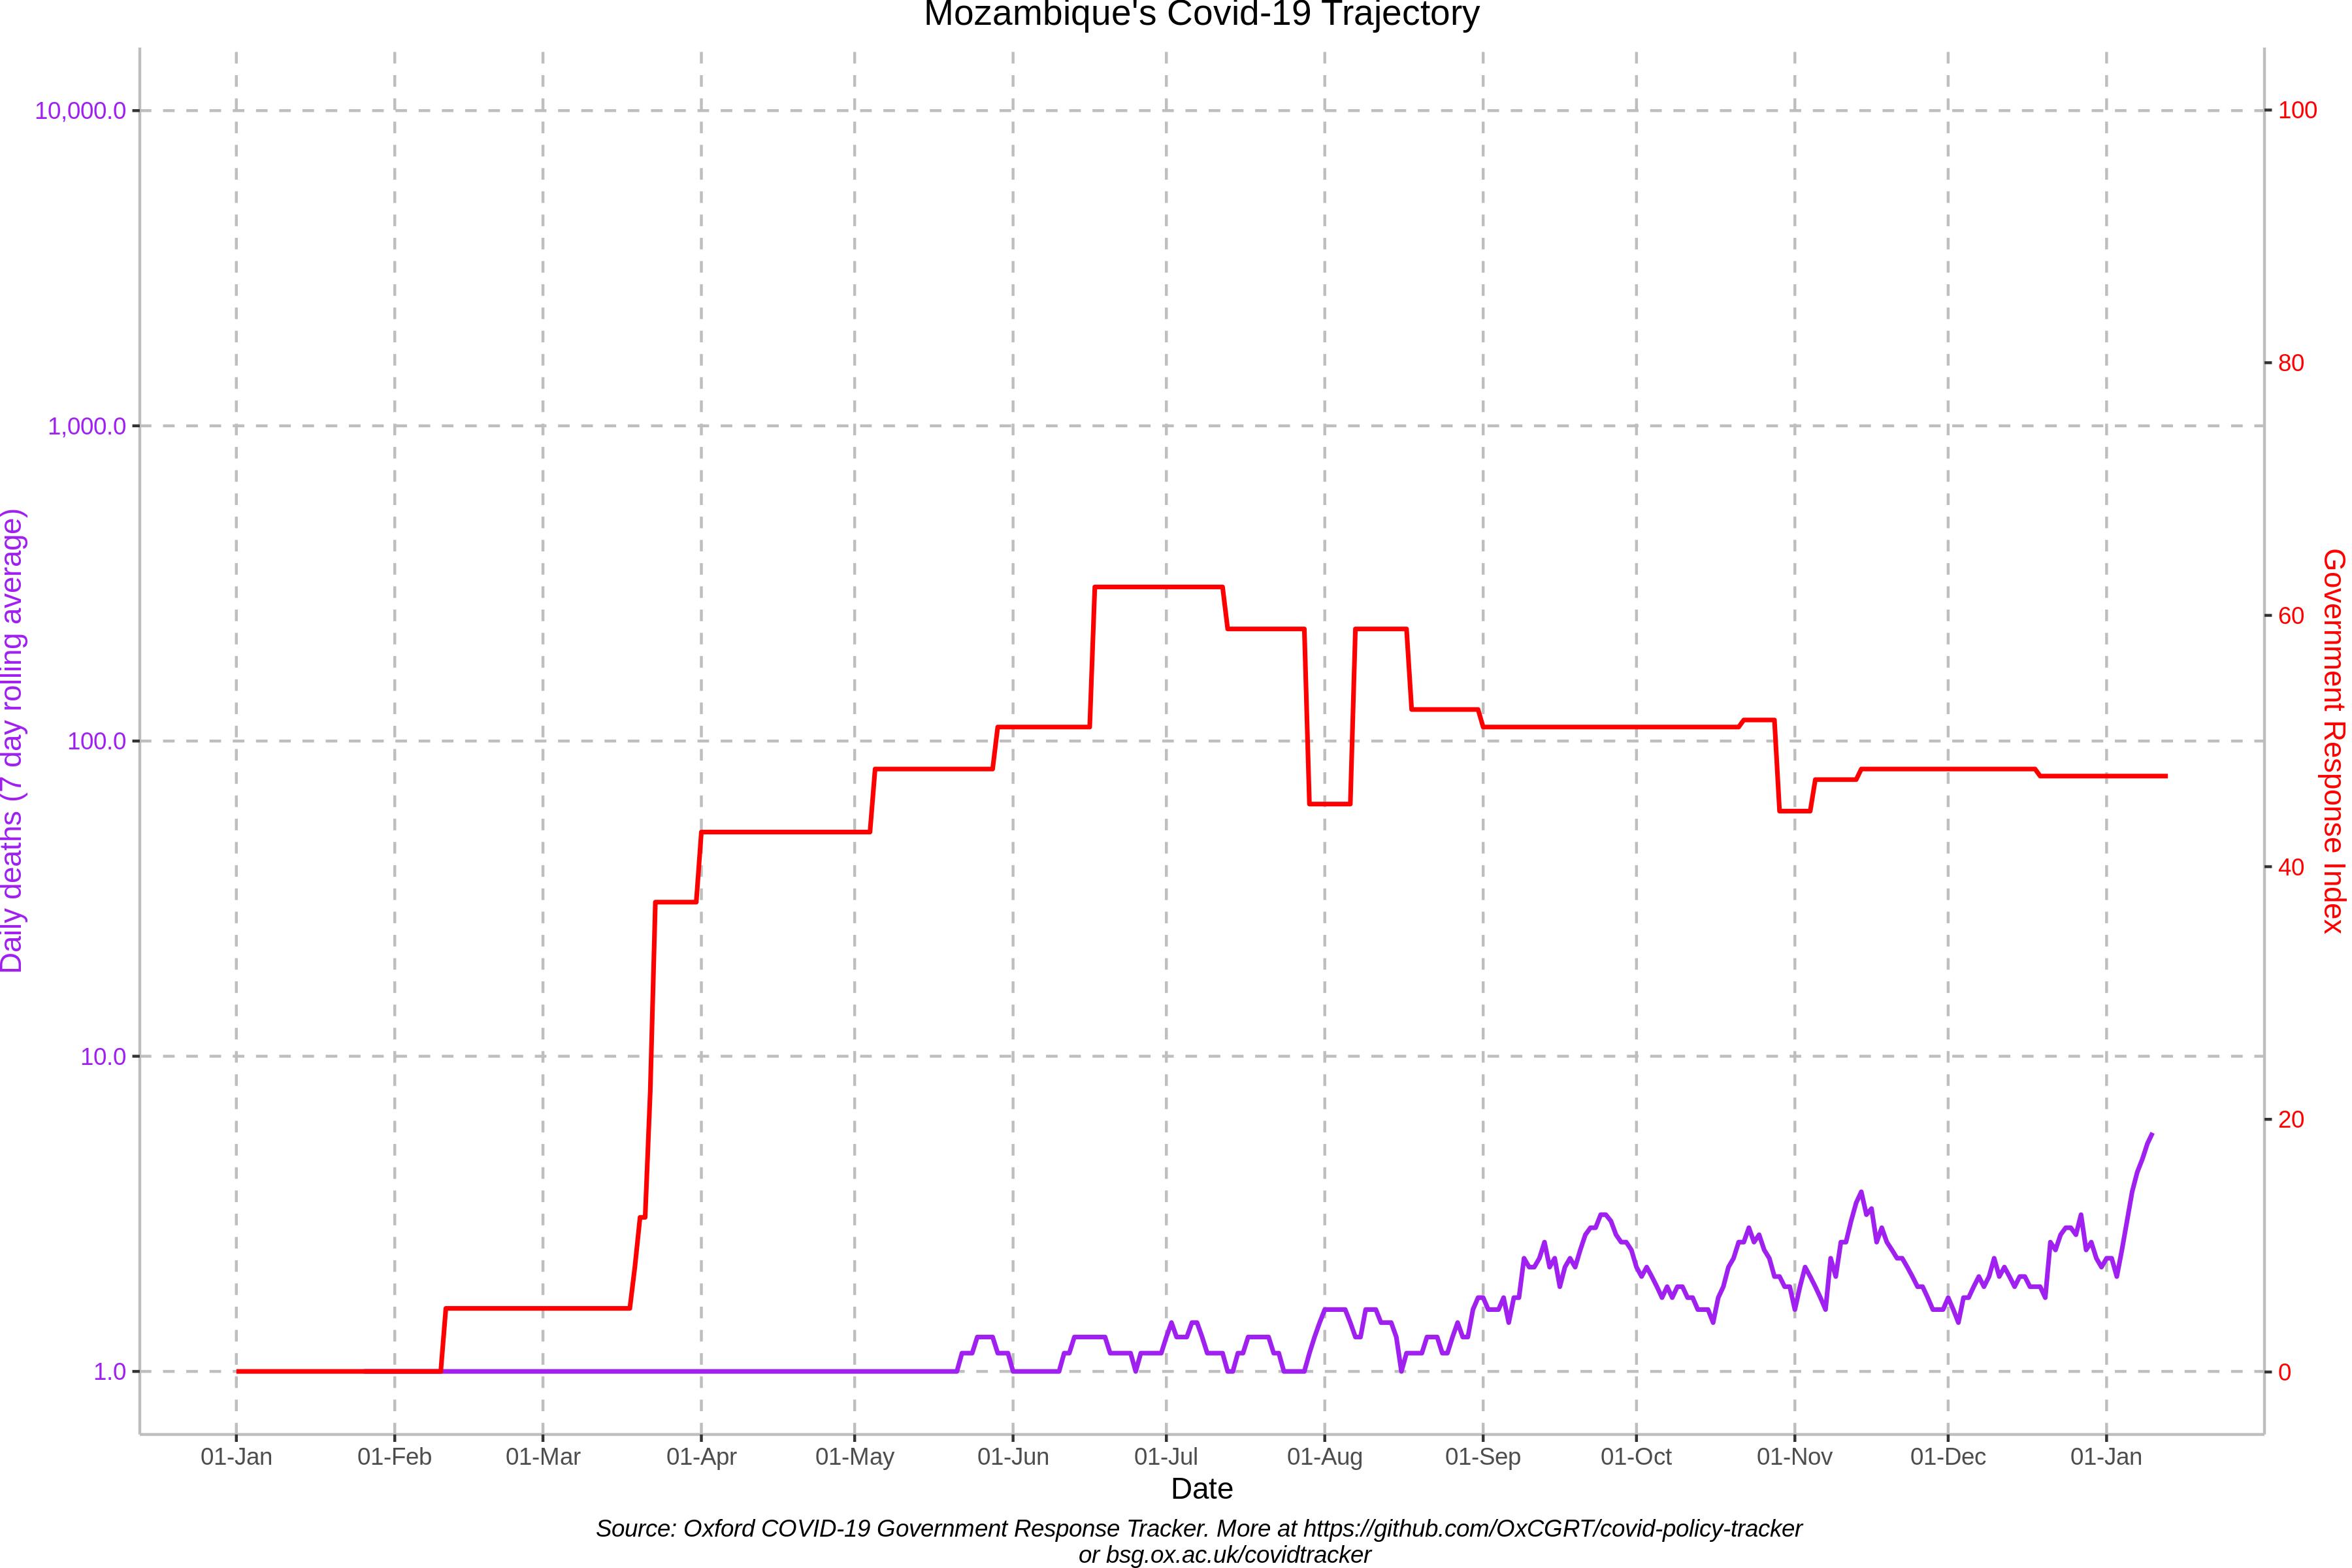 Mozambique's Covid-19 Trajectory
10,000.0
1,000.0
100.0
10.0
1.0
Daily deaths (7 day rolling average)
100
80
60
40
20
0
Government Response Index
01-Jan 01-Feb 01-Mar 01-Apr 01-May 01-Jun 01-Jul 01-Aug 01-Sep 01-Oct 01-Nov 01-Dec 01-Jan
Date
Source: Oxford COVID-19 Government Response Tracker. More at https://github.com/OxCGRT/covid-policy-tracker
or bsg.ox.ac.uk/covidtracker